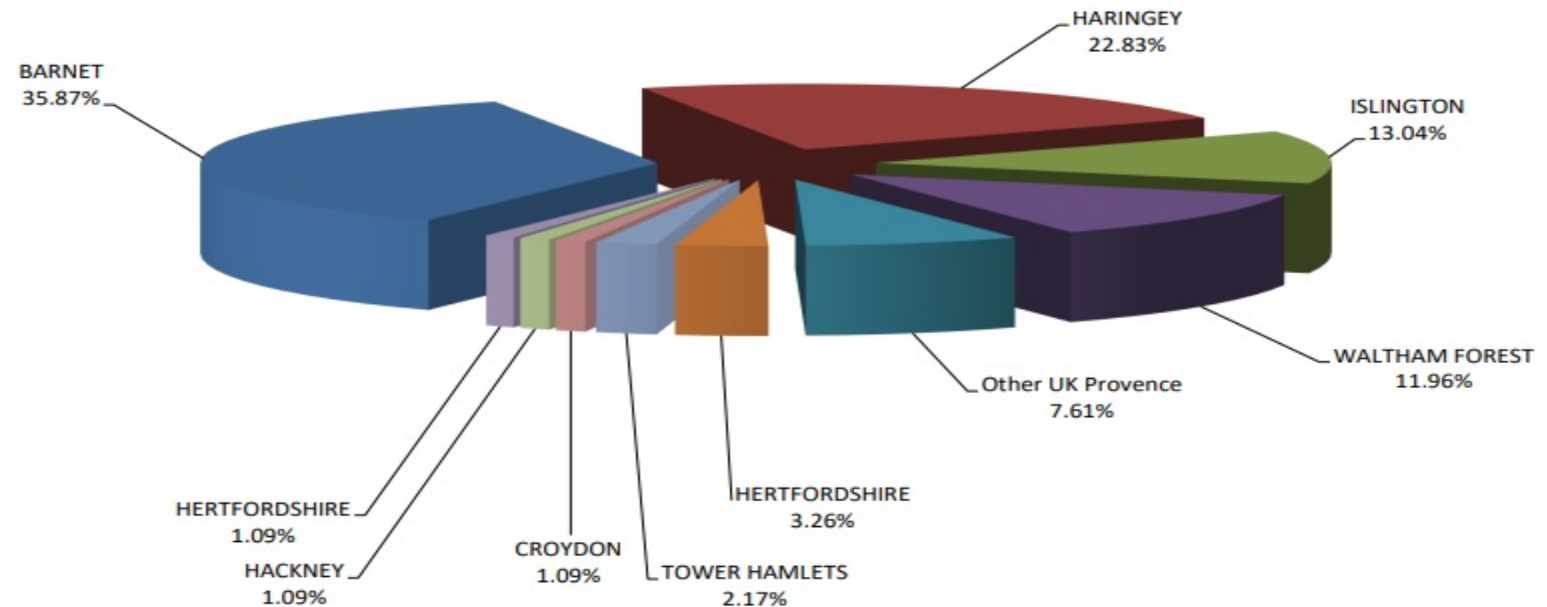 HARINGEY
22.83%
BARNET
35.87%
ISLINGTON
13.04%
WALTHAM FOREST
11.96%
Other UK Provence
7.61%
HERTFORDSHIRE
3.26%
HERTFORDSHIRE
1.09%
CROYDON
1.09%
HACKNEY
1.09%
TOWER HAMLETS
2.17%